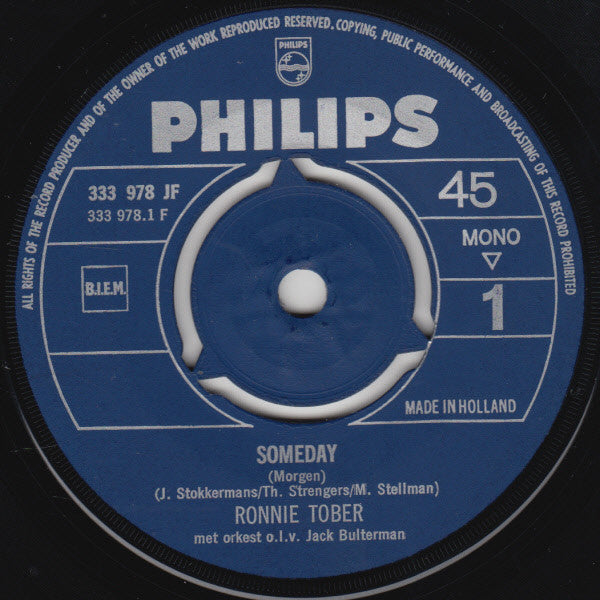 ALL RIGHTS OF THE RECORD PRODUCER AND OF THE OWNER OF THE WORK REPRODUCED RESERVED. COPYING, PUBLIC PERFORMANCE AND BROADCASTING OF THIS RECORD PROHIBITED
PHILIPS
PHILIPS
333 978 JF
333 978.1 F
45
MONO
B.I.E.M.
1
MADE IN HOLLAND
SOMEDAY
(Morgen)
(J. Stokkermans/Th. Strengers/M. Stellman)
RONNIE TOBER
met orkest o.l.v. Jack Bulterman